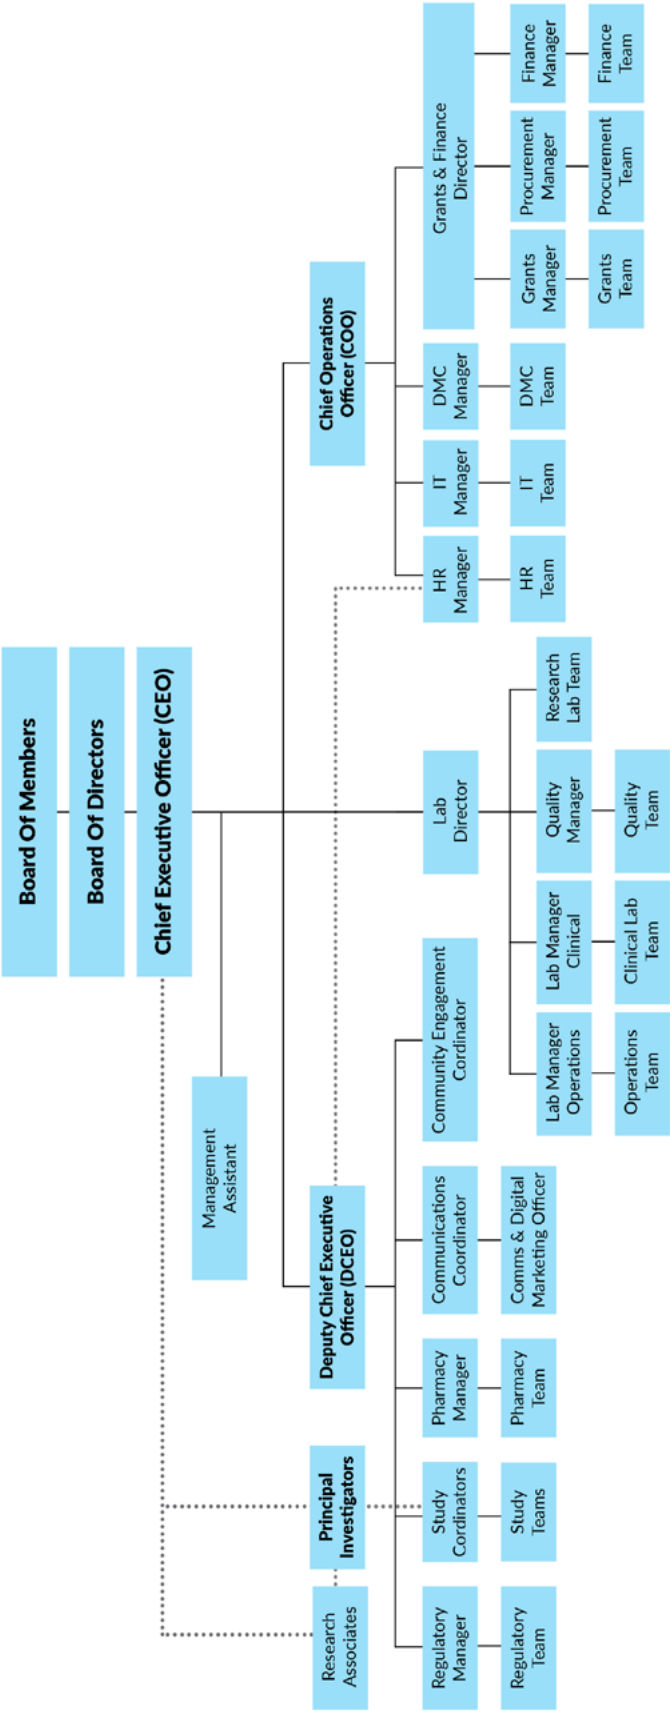 Board Of Members
Board Of Directors
Chief Executive Officer (CEO)
Management
Assistant
Research
Associates
Principal
Investigators
Deputy Chief Executive
Officer (DCEO)
Chief Operations
Officer (COO)
Regulatory
Manager
Study
Cordinators
Pharmacy
Manager
Communications
Coordinator
Community Engagement
Cordinator
Lab
Director
HR
Manager
IT
Manager
DMC
Manager
Grants & Finance
Director
Regulatory
Team
Study
Teams
Pharmacy
Team
Comms & Digital
Marketing Officer
Lab Manager
Operations
Lab Manager
Clinical
Quality
Manager
Research
Lab Team
HR
Team
IT
Team
DMC
Team
Grants
Manager
Procurement
Manager
Finance
Manager
Operations
Team
Clinical Lab
Team
Quality
Team
Grants
Team
Procurement
Team
Finance
Team